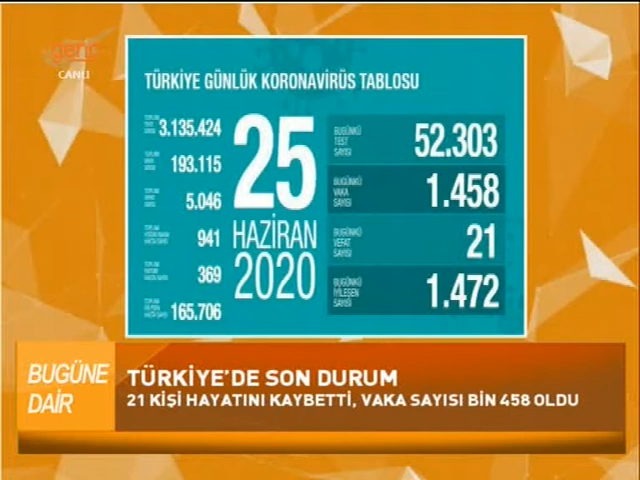 CANLI
TÜRKİYE GÜNLÜK KORONAVİRÜS TABLOSU
3.135.424
193.115
5.046
941
369
165.706
25
HAZİRAN
2020
BUGÜNKÜ
TEST
SAYISI
52.303
BUGÜNKÜ
VAKA
SAYISI
1.458
BUGÜNKÜ
VEFAT
SAYISI
21
BUGÜNKÜ
İYİLEŞEN
SAYISI
1.472
BUGÜNE
DAİR
TÜRKİYE'DE SON DURUM
21 KİŞİ HAYATINI KAYBETTİ, VAKA SAYISI BİN 458 OLDU